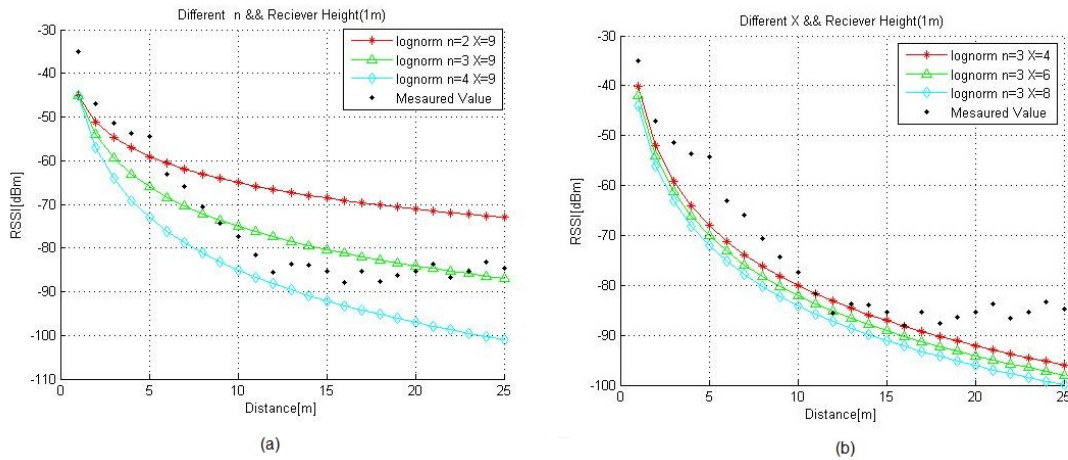 Different n && Reciever Height(1m)
-30
-40
-50
-60
-70
-80
-90
-100
-110
RSSI[dBm]
0
5
10
15
20
25
Distance[m]
lognorm n=2 X=9
lognorm n=3 X=9
lognorm n=4 X=9
Mesaured Value
(a)
Different X && Reciever Height(1m)
-30
-40
-50
-60
-70
-80
-90
-100
RSSI[dBm]
0
5
10
15
20
25
Distance[m]
lognorm n=3 X=4
lognorm n=3 X=6
lognorm n=3 X=8
Mesaured Value
(b)